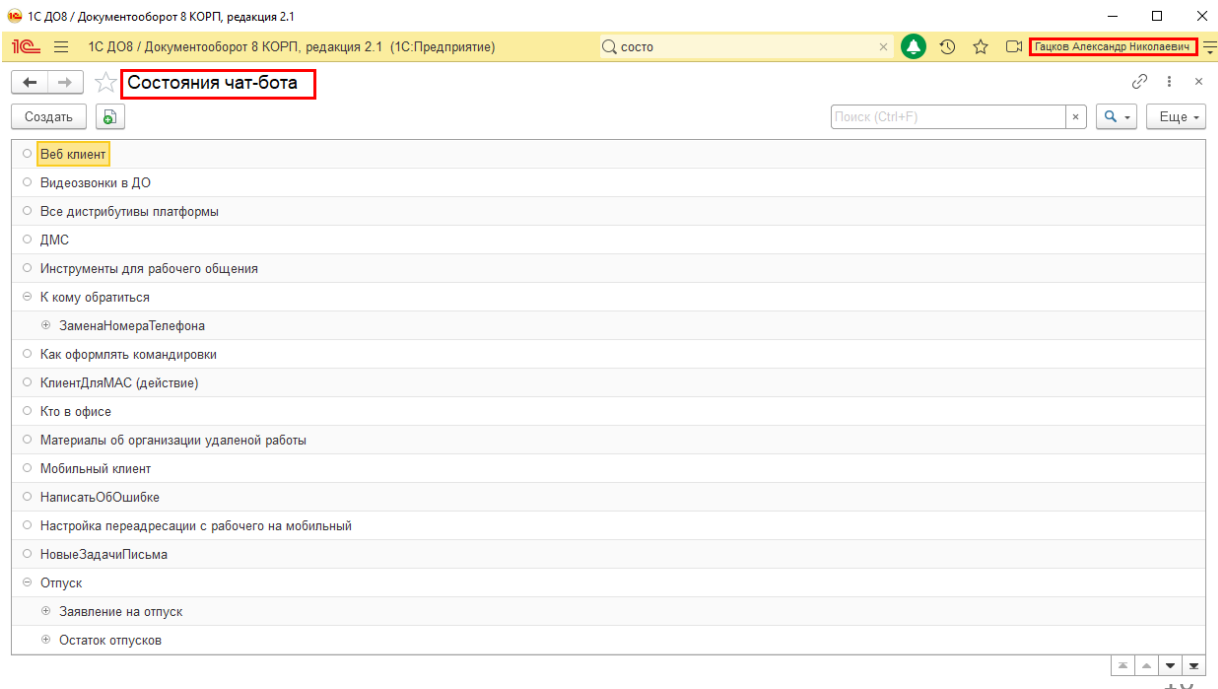 1С ДО8 / Документооборот 8 КОРП, редакция 2.1
1С ДО8 / Документооборот 8 КОРП, редакция 2.1 (1С:Предприятие)
состо
Гацков Александр Николаевич
Состояния чат-бота
Создать
Поиск (Ctrl+F)
Еще
Веб клиент
Видеозвонки в ДО
Все дистрибутивы платформы
ДМС
Инструменты для рабочего общения
К кому обратиться
ЗаменаНомераТелефона
Как оформлять командировки
КлиентДляМАС (действие)
Кто в офисе
Материалы об организации удаленой работы
Мобильный клиент
НаписатьОбОшибке
Настройка переадресации с рабочего на мобильный
НовыеЗадачиПисьма
Отпуск
Заявление на отпуск
Остаток отпусков